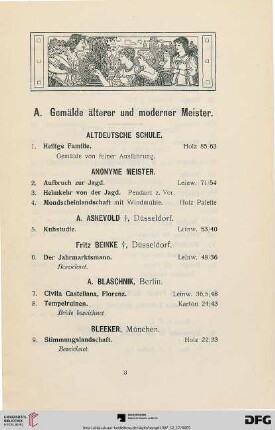 A. Gemälde älterer und moderner Meister.
ALTDEUTSCHE SCHULE.
1. Heilige Familie. Holz 85:63
Gemälde von feiner Ausführung.
ANONYME MEISTER.
2. Aufbruch zur Jagd. Leinw. 71:54
3. Heimkehr von der Jagd. Pendant z. Vor.
4. Mondscheinlandschaft mit Windmühle. Holz Palette
A. ASHEVOLD †, Düsseldorf.
5. Kuhstudie. Leinw. 53:40
Fritz BEINKE †, Düsseldorf.
6. Der Jahrmarktsmann. Leinw. 48:36
Bezeichnet.
A. BLASCHNIK, Berlin.
7. Civita Castellana, Florenz. Leinw. 36,5:48
8. Tempelruinen. Karton 24:43
Beide bezeichnet
BLEEKER, München.
9. Stimmungslandschaft. Holz 22:33
Bezeichnet
3
UNIVERSITÄTS-
BIBLIOTHEK
HEIDELBERG
DFG